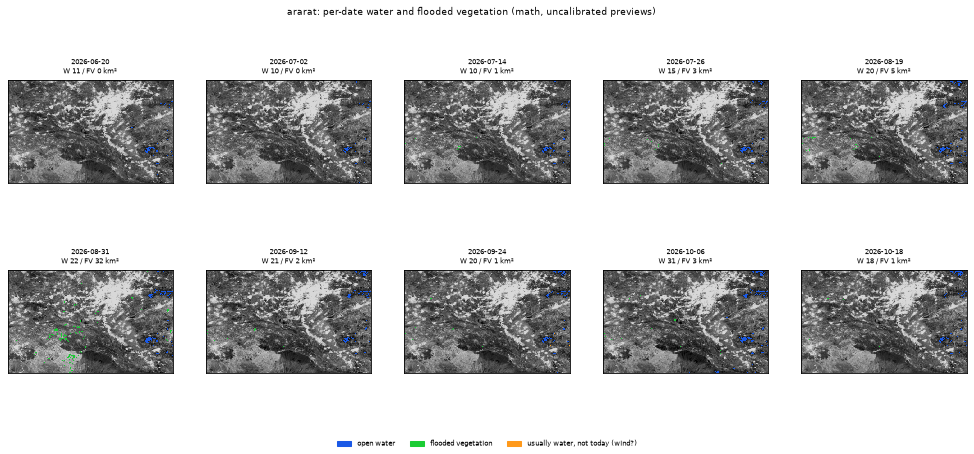 ararat: per-date water and flooded vegetation (math, uncalibrated previews)
2026-06-20
W 11 / FV 0 km²
2026-07-02
W 10 / FV 0 km²
2026-07-14
W 10 / FV 1 km²
2026-07-26
W 15 / FV 3 km²
2026-08-19
W 20 / FV 5 km²
2026-08-31
W 22 / FV 32 km²
2026-09-12
W 21 / FV 2 km²
2026-09-24
W 20 / FV 1 km²
2026-10-06
W 31 / FV 3 km²
2026-10-18
W 18 / FV 1 km²
open water
flooded vegetation
usually water, not today (wind?)